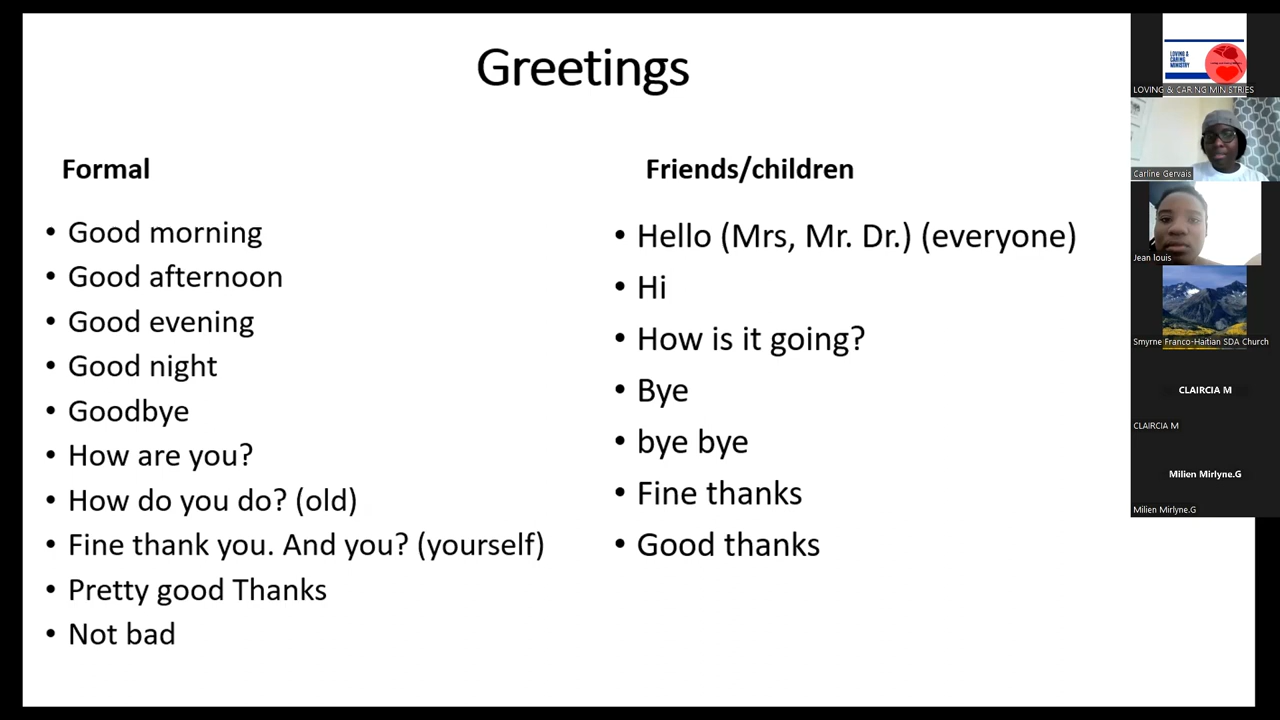 Greetings
Formal
• Good morning
• Good afternoon
• Good evening
• Good night
• Goodbye
• How are you?
• How do you do? (old)
• Fine thank you. And you? (yourself)
• Pretty good Thanks
• Not bad
Friends/children
• Hello (Mrs, Mr. Dr.) (everyone)
• Hi
• How is it going?
• Bye
• bye bye
• Fine thanks
• Good thanks
LOVING &
CARING
MINISTRY
LOVING & CARING MINISTRIES
Carline Gervais
Jean louis
Smyrne Franco-Haitian SDA Church
CLAIRCIA M
CLAIRCIA M
Milien Mirlyne.G
Milien Mirlyne.G